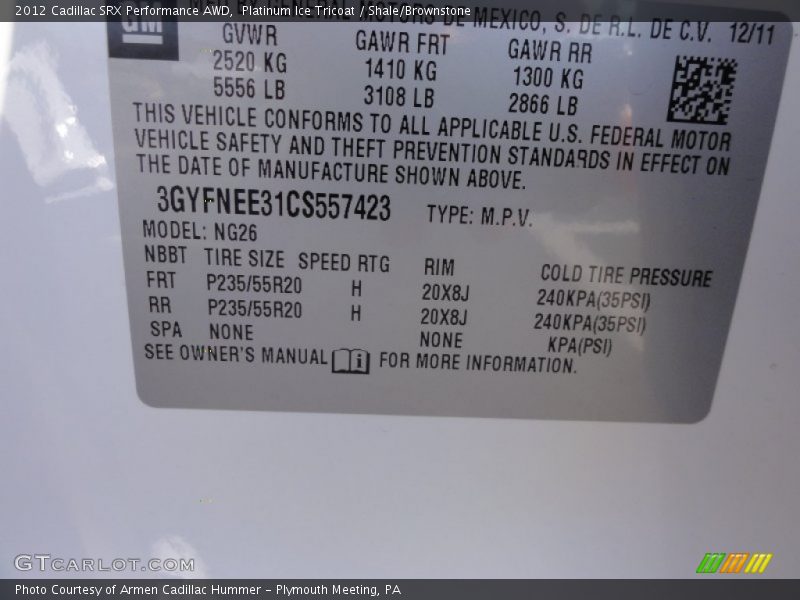 2012 Cadillac SRX Performance AWD, Platinum Ice Tricoat / Shale/Brownstone
GM
MFD BY GENERAL MOTORS DE MEXICO, S. DE R.L. DE C.V. 12/11
GVWR GAWR FRT GAWR RR
2520 KG 1410 KG 1300 KG
5556 LB 3108 LB 2866 LB
THIS VEHICLE CONFORMS TO ALL APPLICABLE U.S. FEDERAL MOTOR
VEHICLE SAFETY AND THEFT PREVENTION STANDARDS IN EFFECT ON
THE DATE OF MANUFACTURE SHOWN ABOVE.
3GYFNEE31CS557423 TYPE: M.P.V.
MODEL: NG26
NBBT TIRE SIZE SPEED RTG RIM COLD TIRE PRESSURE
FRT P235/55R20 H 20X8J 240KPA(35PSI)
RR P235/55R20 H 20X8J 240KPA(35PSI)
SPA NONE NONE KPA(PSI)
SEE OWNER'S MANUAL i FOR MORE INFORMATION.
GTCARLOT.COM
Photo Courtesy of Armen Cadillac Hummer - Plymouth Meeting, PA